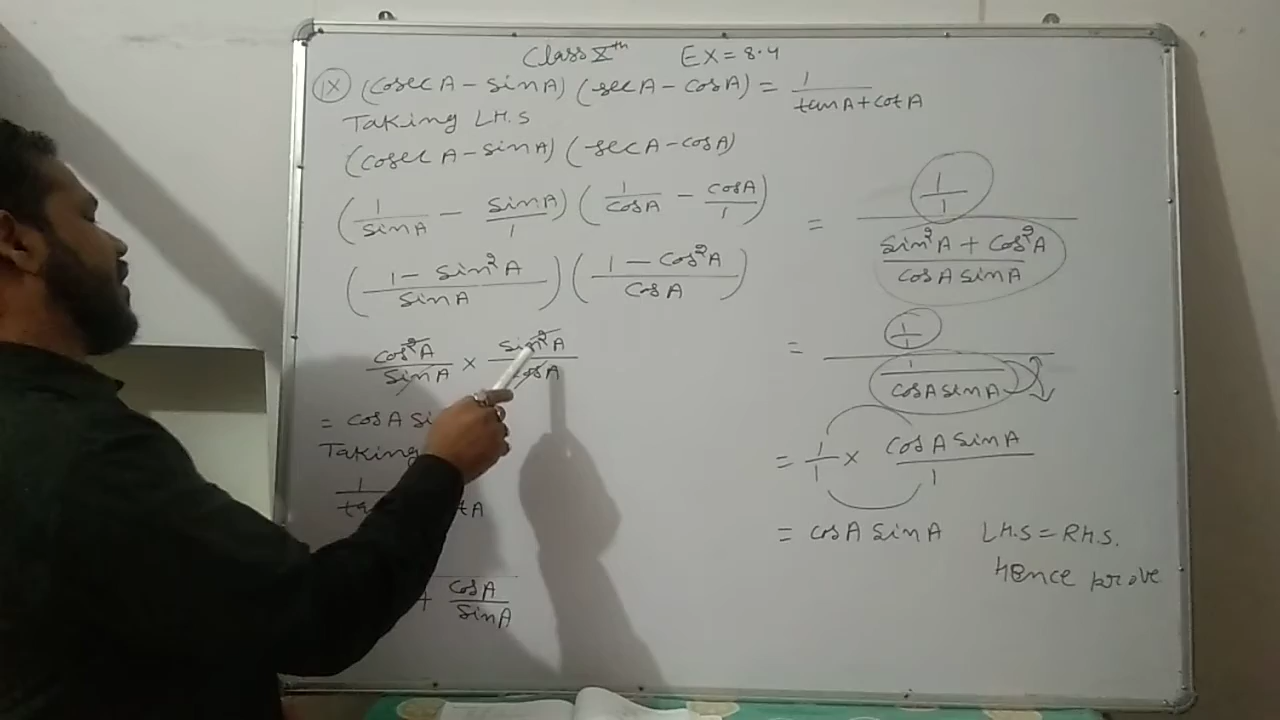 Class Xth EX = 8.4
(ix) (cosec A - sin A) (sec A - cos A) = 1/(tan A + cot A)
Taking L.H.S
(cosec A - sin A) (sec A - cos A)
(1/sin A - sin A/1) (1/cos A - cos A/1)
(1 - sin²A/sin A) (1 - cos²A/cos A)
cos²A/sin A × sin²A/cos A
= cos A
Taking
1
+ cos A/sin A
= 1/1/(sin²A + cos²A/cos A sin A)
= 1/1/(1/cos A sin A)
= 1/1 × cos A sin A/1
= cos A sin A L.H.S = R.H.S.
hence prove